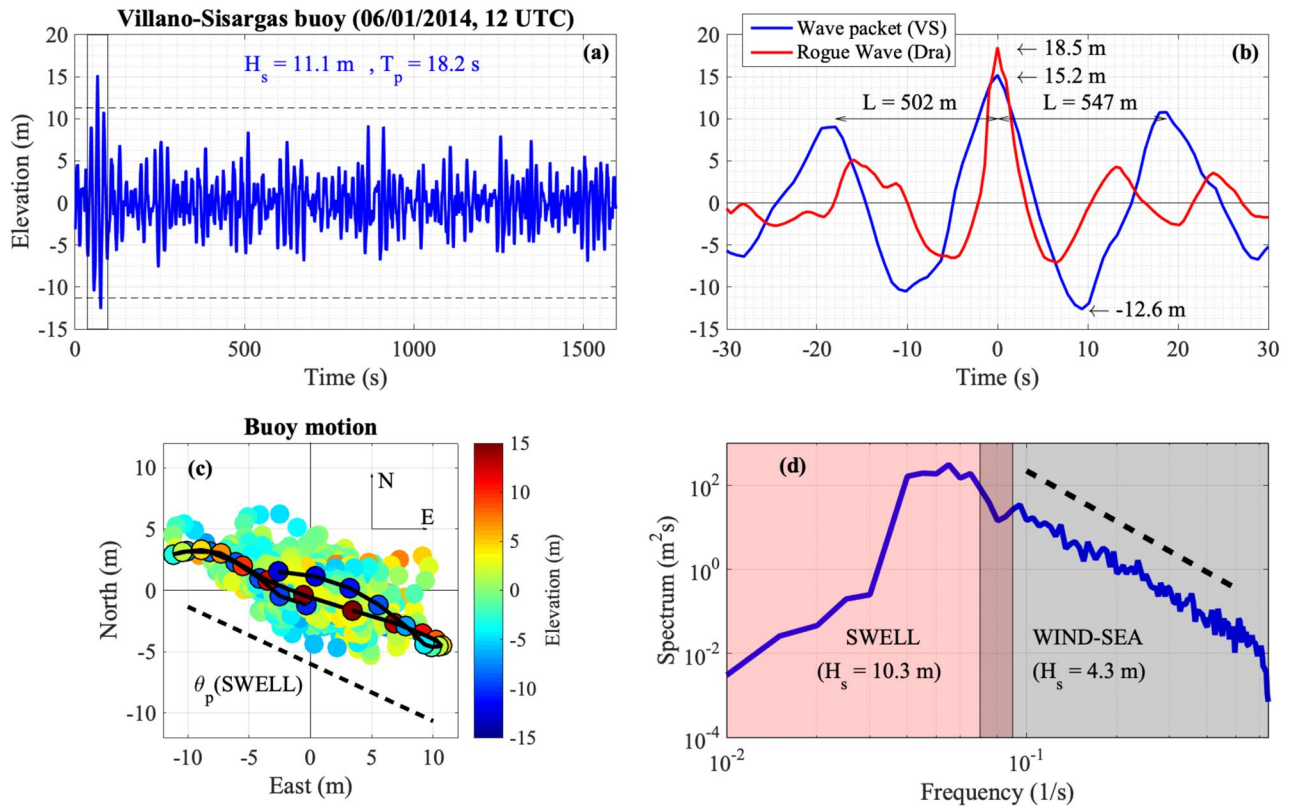 Villano-Sisargas buoy (06/01/2014, 12 UTC)
(a)
H_s = 11.1 m , T_p = 18.2 s
20
15
10
5
0
-5
-10
-15
Elevation (m)
0
500
1000
1500
Time (s)
Wave packet (VS)
Rogue Wave (Dra)
(b)
← 18.5 m
← 15.2 m
L = 502 m
L = 547 m
← -12.6 m
20
15
10
5
0
-5
-10
-15
-30
-20
-10
0
10
20
30
Time (s)
Buoy motion
(c)
N
E
θ_p(SWELL)
10
5
0
-5
-10
North (m)
-10
-5
0
5
10
East (m)
15
10
5
0
-5
-10
-15
Elevation (m)
(d)
SWELL
(H_s = 10.3 m)
WIND-SEA
(H_s = 4.3 m)
10^2
10^0
10^-2
10^-4
Spectrum (m^2s)
10^-2
10^-1
Frequency (1/s)